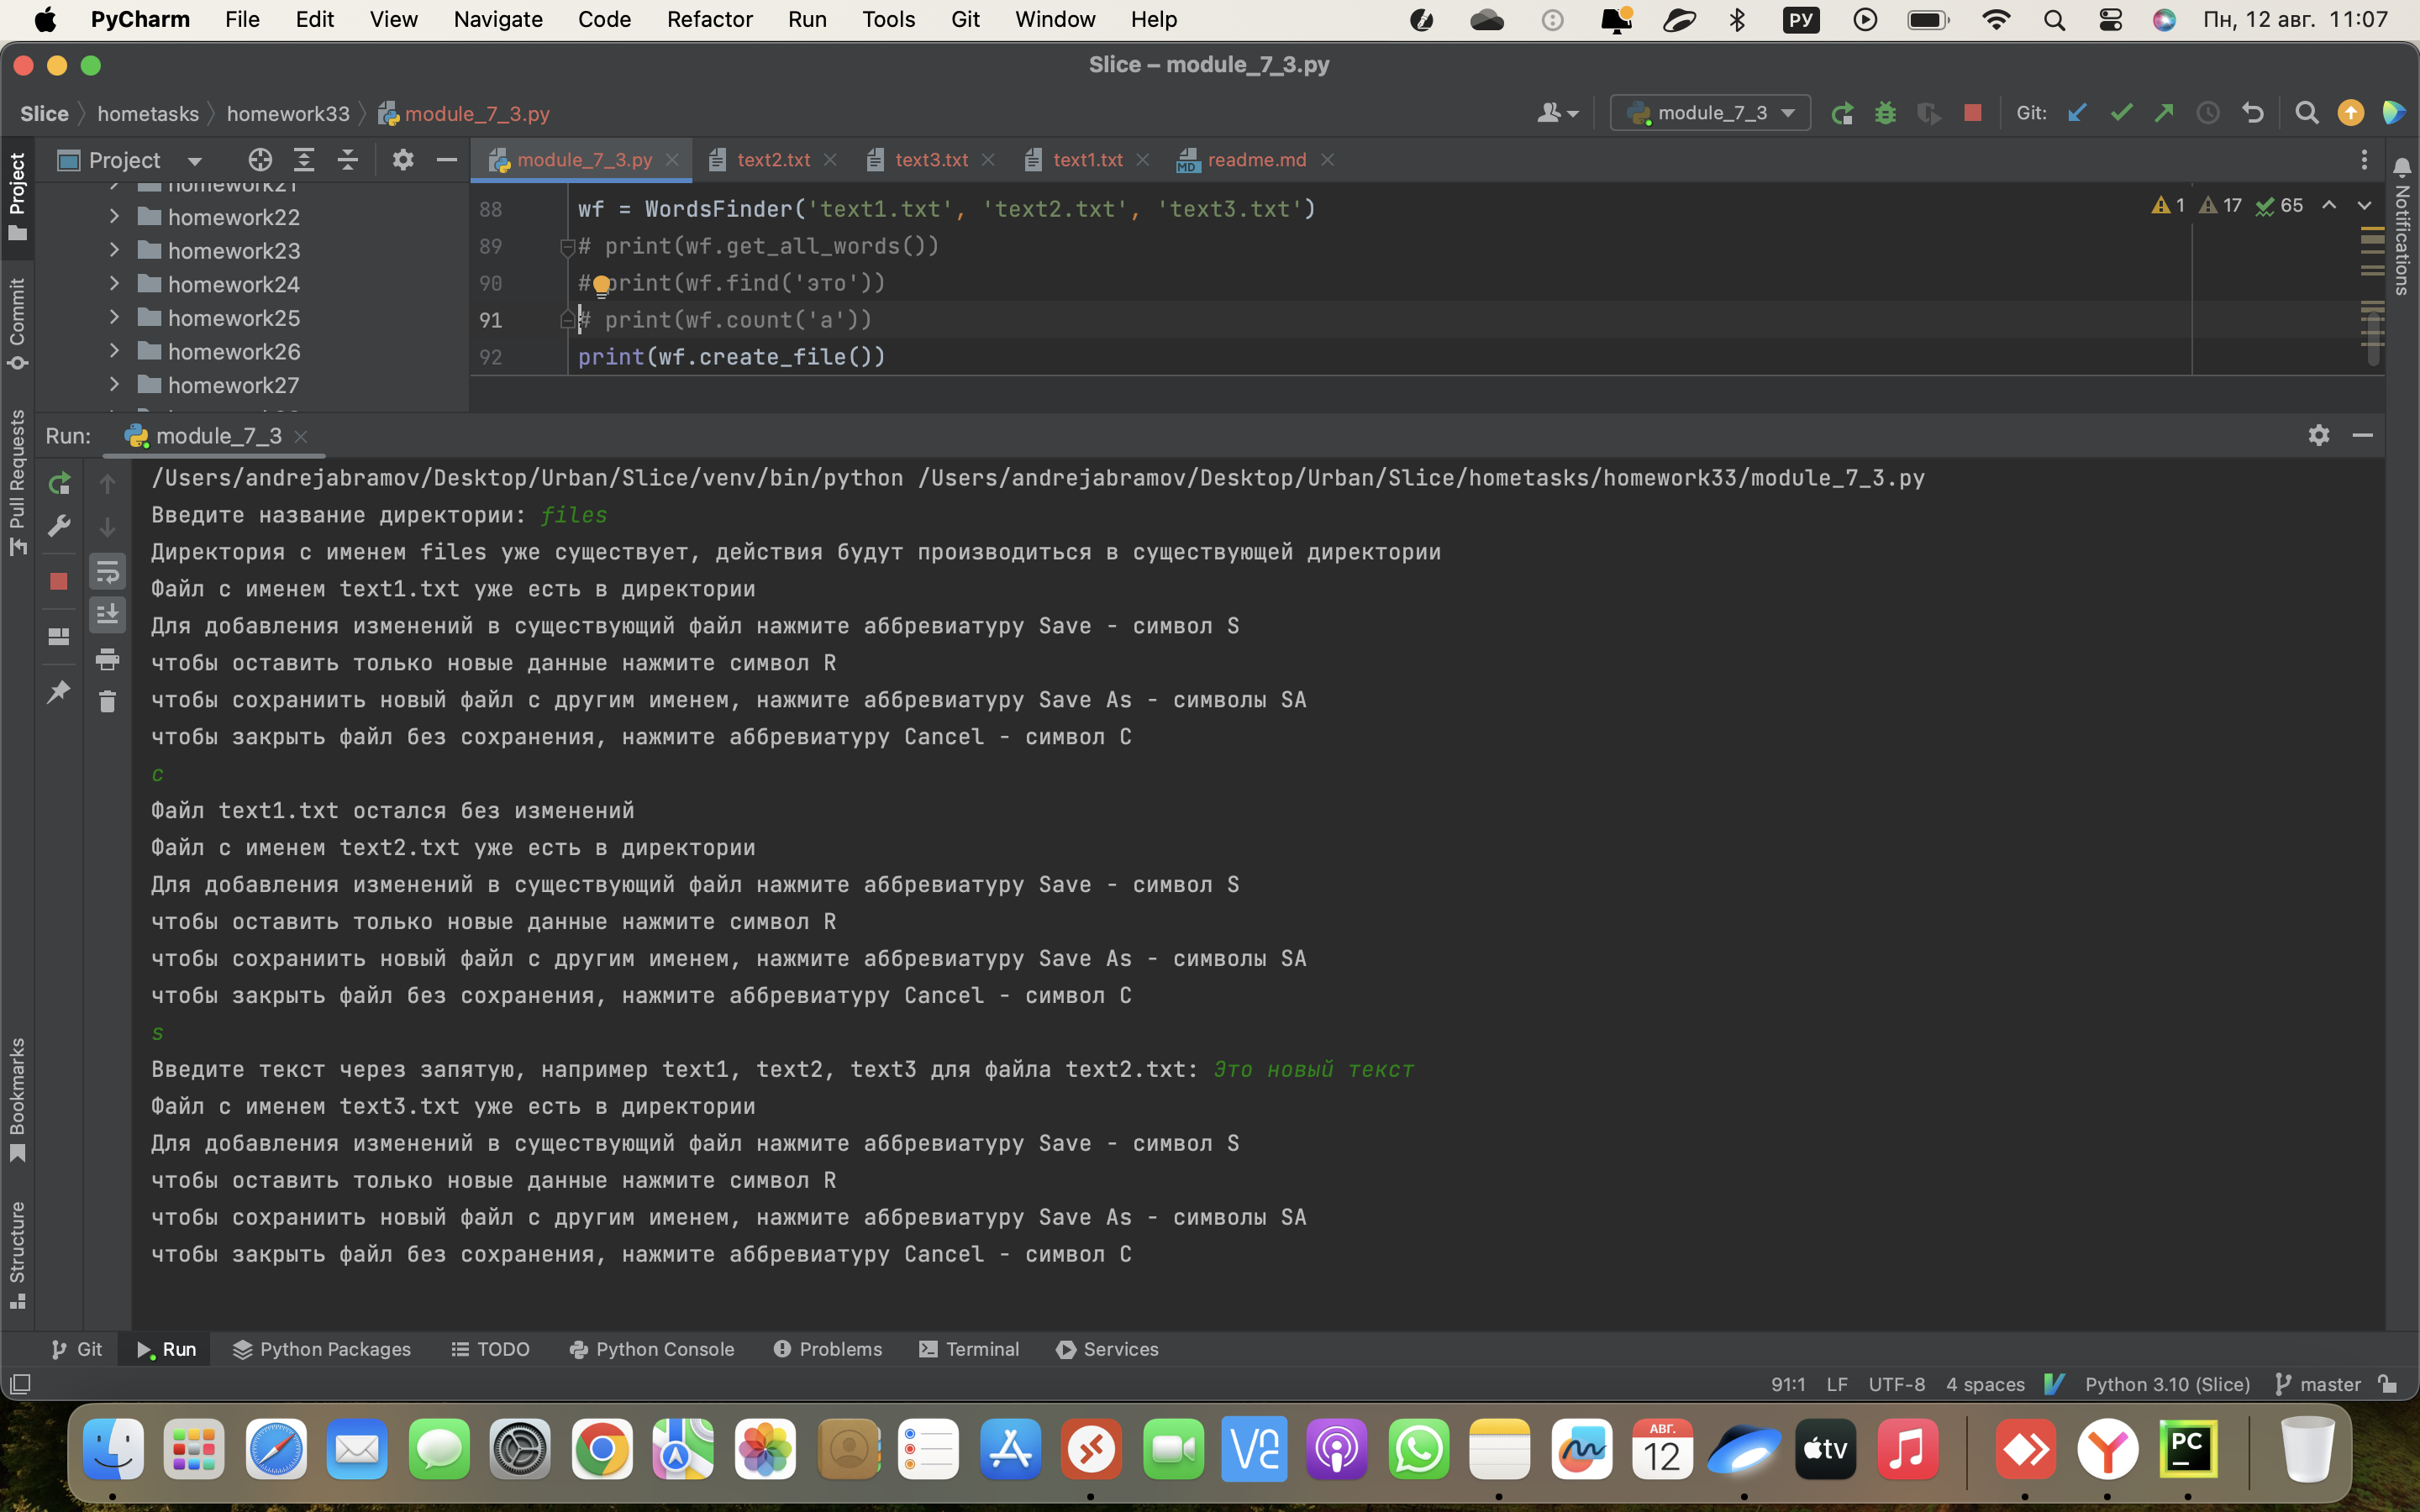 PyCharm File Edit View Navigate Code Refactor Run Tools Git Window Help РУ Пн, 12 авг. 11:07
Slice – module_7_3.py
Slice hometasks homework33 module_7_3.py module_7_3 Git:
Project module_7_3.py text2.txt text3.txt text1.txt readme.md
Project
Commit
Pull Requests
Bookmarks
Structure
Notifications
homework21
homework22
homework23
homework24
homework25
homework26
homework27
88 wf = WordsFinder('text1.txt', 'text2.txt', 'text3.txt')
1 17 65
89 # print(wf.get_all_words())
90 # print(wf.find('это'))
91 # print(wf.count('а'))
92 print(wf.create_file())
Run: module_7_3
/Users/andrejabramov/Desktop/Urban/Slice/venv/bin/python /Users/andrejabramov/Desktop/Urban/Slice/hometasks/homework33/module_7_3.py
Введите название директории: files
Директория с именем files уже существует, действия будут производиться в существующей директории
Файл с именем text1.txt уже есть в директории
Для добавления изменений в существующий файл нажмите аббревиатуру Save - символ S
чтобы оставить только новые данные нажмите символ R
чтобы сохраниить новый файл с другим именем, нажмите аббревиатуру Save As - символы SA
чтобы закрыть файл без сохранения, нажмите аббревиатуру Cancel - символ C
c
Файл text1.txt остался без изменений
Файл с именем text2.txt уже есть в директории
Для добавления изменений в существующий файл нажмите аббревиатуру Save - символ S
чтобы оставить только новые данные нажмите символ R
чтобы сохраниить новый файл с другим именем, нажмите аббревиатуру Save As - символы SA
чтобы закрыть файл без сохранения, нажмите аббревиатуру Cancel - символ C
s
Введите текст через запятую, например text1, text2, text3 для файла text2.txt: Это новый текст
Файл с именем text3.txt уже есть в директории
Для добавления изменений в существующий файл нажмите аббревиатуру Save - символ S
чтобы оставить только новые данные нажмите символ R
чтобы сохраниить новый файл с другим именем, нажмите аббревиатуру Save As - символы SA
чтобы закрыть файл без сохранения, нажмите аббревиатуру Cancel - символ C
Git Run Python Packages TODO Python Console Problems Terminal Services
91:1 LF UTF-8 4 spaces Python 3.10 (Slice) master
АВГ.
12
tv
PC